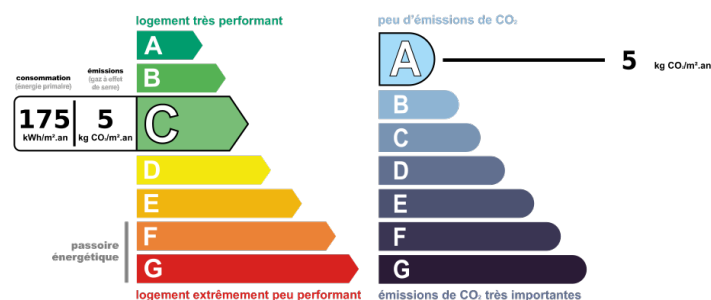 logement très performant
A
B
consommation
(énergie primaire)
émissions
(gaz à effet
de serre)
175
kWh/m².an
5
kg CO₂/m².an
C
D
E
F
G
passoire
énergétique
logement extrêmement peu performant
peu d'émissions de CO₂
A
5
kg CO₂/m².an
B
C
D
E
F
G
émissions de CO₂ très importantes